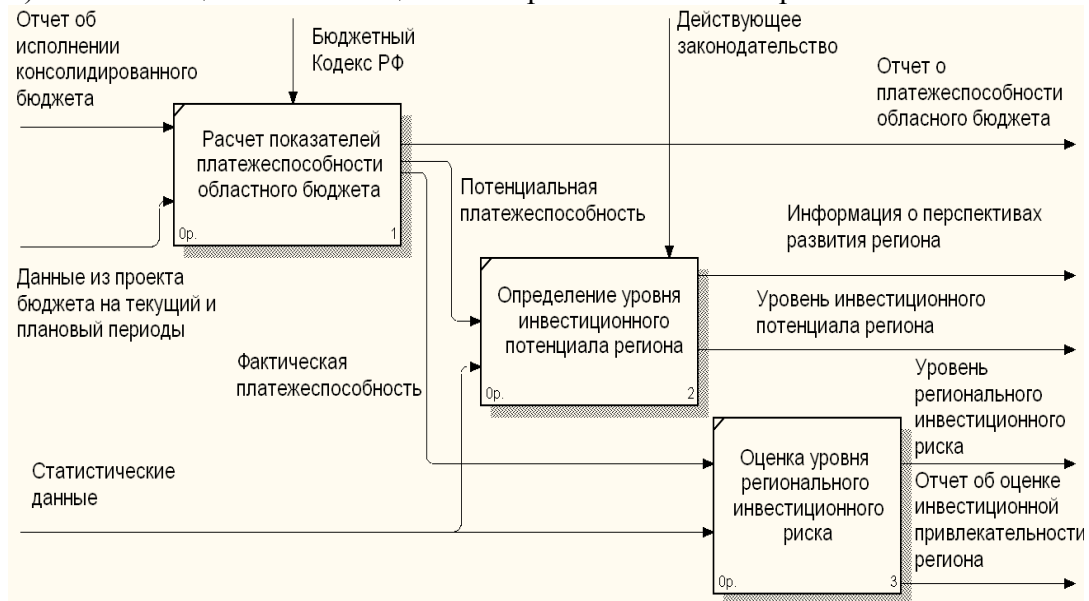 Отчет об
исполнении
консолидированного
бюджета
Бюджетный
Кодекс РФ
Действующее
законодательство
Отчет о
платежеспособности
обласного бюджета
Расчет показателей
платежеспособности
областного бюджета
0р.
1
Потенциальная
платежеспособность
Информация о перспективах
развития региона
Данные из проекта
бюджета на текущий и
плановый периоды
Определение уровня
инвестиционного
потенциала региона
0р.
2
Уровень инвестиционного
потенциала региона
Фактическая
платежеспособность
Уровень
регионального
инвестиционного
риска
Статистические
данные
Оценка уровня
регионального
инвестиционного
риска
0р.
3
Отчет об оценке
инвестиционной
привлекательности
региона